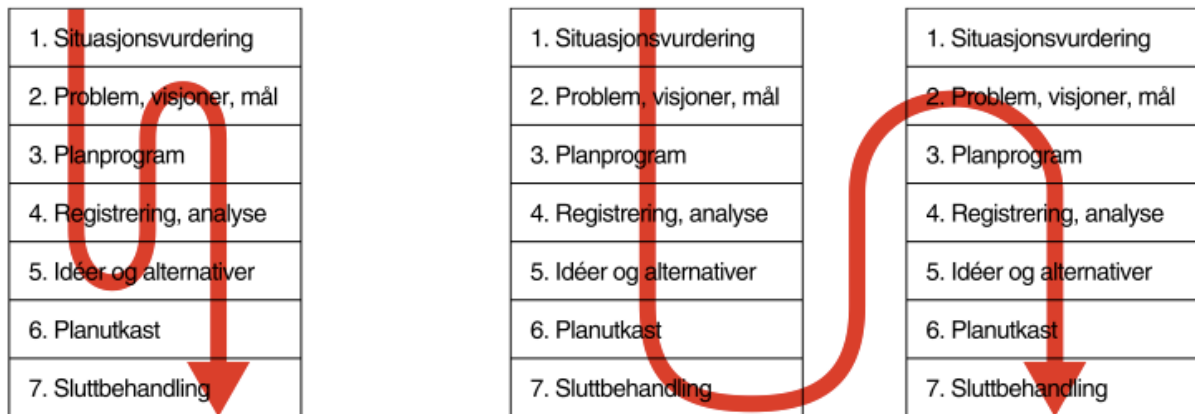 1. Situasjonsvurdering
2. Problem, visjoner, mål
3. Planprogram
4. Registrering, analyse
5. Idéer og alternativer
6. Planutkast
7. Sluttbehandling
1. Situasjonsvurdering
2. Problem, visjoner, mål
3. Planprogram
4. Registrering, analyse
5. Idéer og alternativer
6. Planutkast
7. Sluttbehandling
1. Situasjonsvurdering
2. Problem, visjoner, mål
3. Planprogram
4. Registrering, analyse
5. Idéer og alternativer
6. Planutkast
7. Sluttbehandling